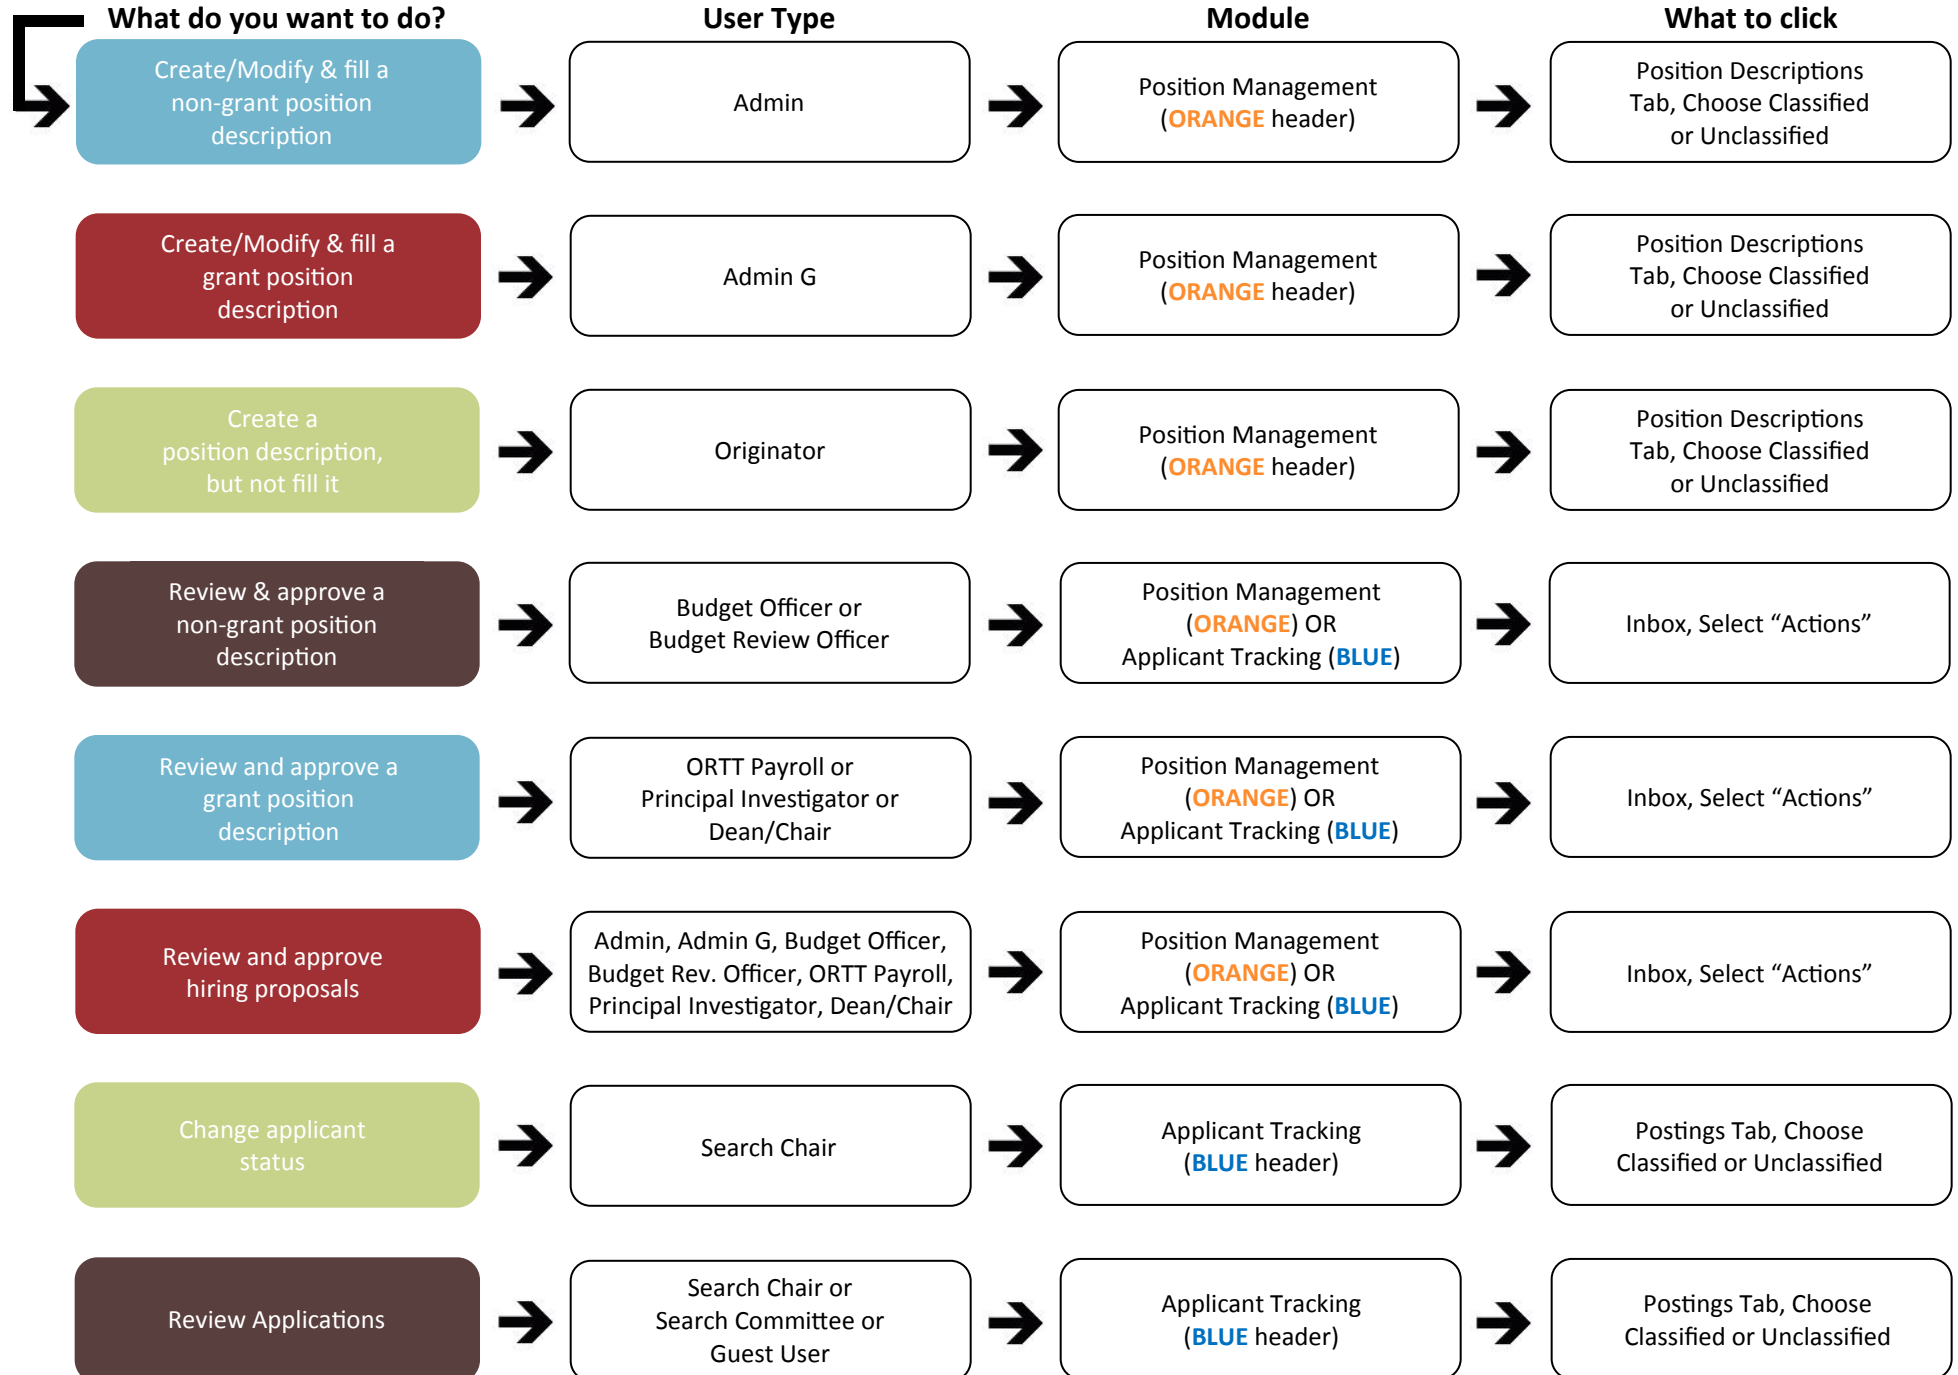 What do you want to do?
User Type
Module
What to click
Create/Modify & fill a
non-grant position
description
Admin
Position Management
(ORANGE header)
Position Descriptions
Tab, Choose Classified
or Unclassified
Create/Modify & fill a
grant position
description
Admin G
Position Management
(ORANGE header)
Position Descriptions
Tab, Choose Classified
or Unclassified
Create a
position description,
but not fill it
Originator
Position Management
(ORANGE header)
Position Descriptions
Tab, Choose Classified
or Unclassified
Review & approve a
non-grant position
description
Budget Officer or
Budget Review Officer
Position Management
(ORANGE) OR
Applicant Tracking (BLUE)
Inbox, Select “Actions”
Review and approve a
grant position
description
ORTT Payroll or
Principal Investigator or
Dean/Chair
Position Management
(ORANGE) OR
Applicant Tracking (BLUE)
Inbox, Select “Actions”
Review and approve
hiring proposals
Admin, Admin G, Budget Officer,
Budget Rev. Officer, ORTT Payroll,
Principal Investigator, Dean/Chair
Position Management
(ORANGE) OR
Applicant Tracking (BLUE)
Inbox, Select “Actions”
Change applicant
status
Search Chair
Applicant Tracking
(BLUE header)
Postings Tab, Choose
Classified or Unclassified
Review Applications
Search Chair or
Search Committee or
Guest User
Applicant Tracking
(BLUE header)
Postings Tab, Choose
Classified or Unclassified